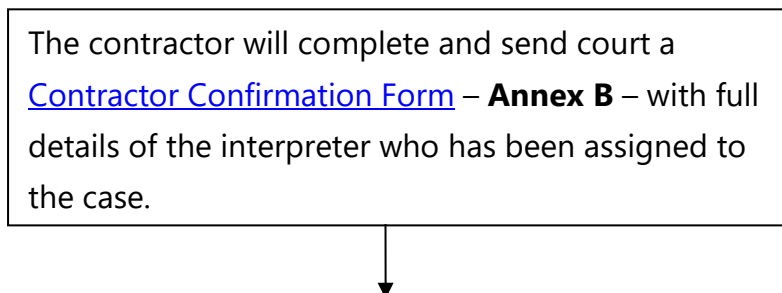 The contractor will complete and send court a
Contractor Confirmation Form – Annex B – with full
details of the interpreter who has been assigned to
the case.